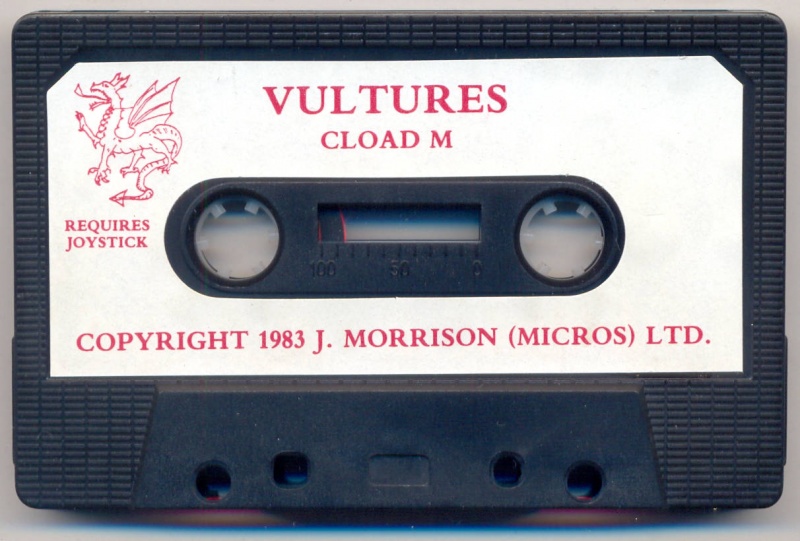 VULTURES
CLOAD M
REQUIRES
JOYSTICK
100 50 0
COPYRIGHT 1983 J. MORRISON (MICROS) LTD.